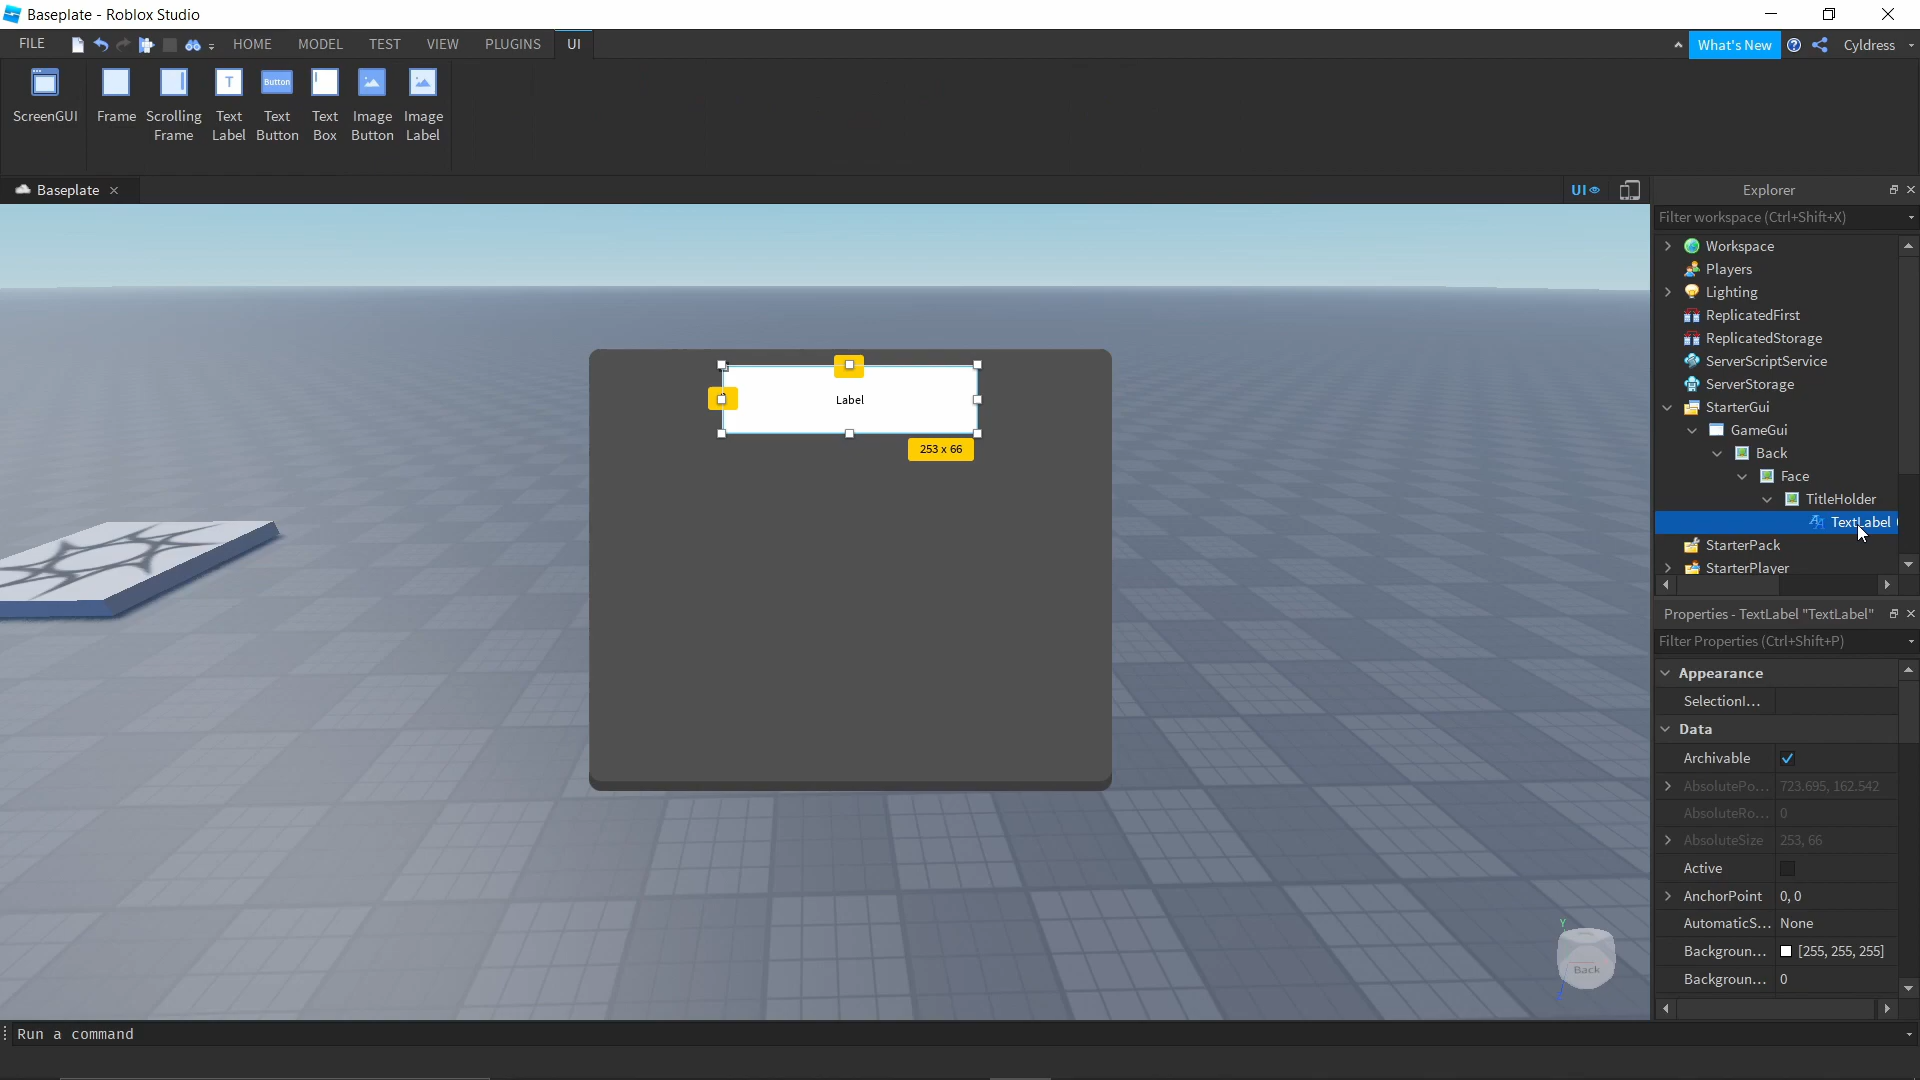 Baseplate - Roblox Studio
FILE HOME MODEL TEST VIEW PLUGINS UI What's New Cyldress
ScreenGUI Frame Scrolling Frame Text Label Button Text Button Text Box Image Button Image Label
Baseplate UI Explorer
Filter workspace (Ctrl+Shift+X)
Workspace
Players
Lighting
ReplicatedFirst
ReplicatedStorage
ServerScriptService
ServerStorage
StarterGui
GameGui
Back
Face
TitleHolder
TextLabel
StarterPack
StarterPlayer
Label
253 x 66
Properties - TextLabel "TextLabel"
Filter Properties (Ctrl+Shift+P)
Appearance
SelectionI...
Data
Archivable
AbsolutePo... 723.695, 162.542
AbsoluteRo... 0
AbsoluteSize 253, 66
Active
AnchorPoint 0, 0
AutomaticS... None
Backgroun... [255, 255, 255]
Backgroun... 0
Y
Back
Z
Run a command